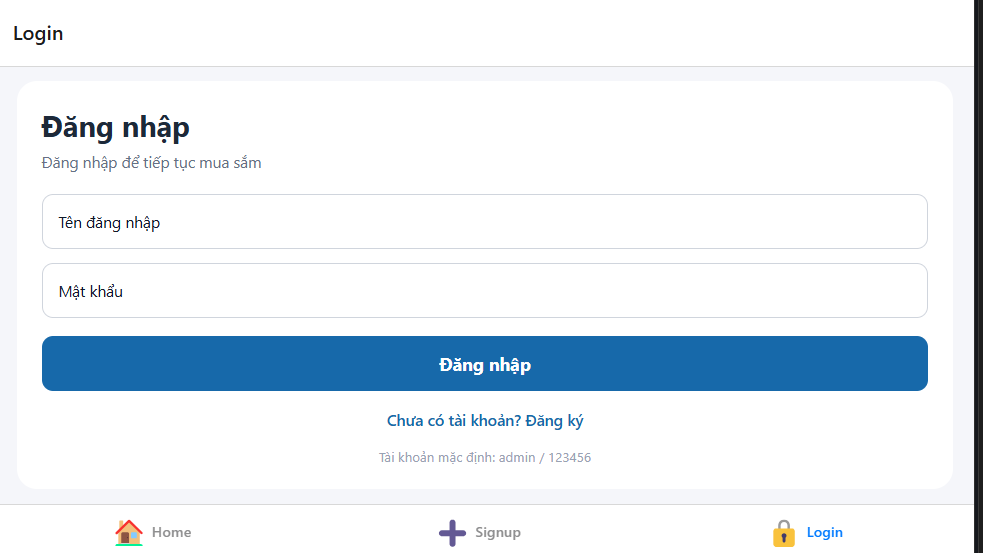 Login
Đăng nhập
Đăng nhập để tiếp tục mua sắm
Tên đăng nhập
Mật khẩu
Đăng nhập
Chưa có tài khoản? Đăng ký
Tài khoản mặc định: admin / 123456
Home
Signup
Login